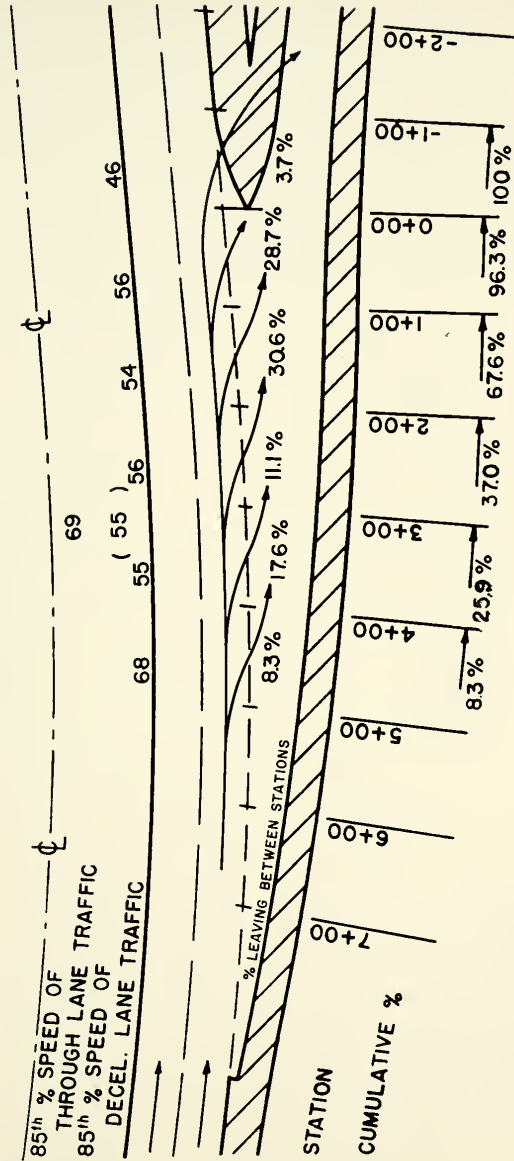 85th % SPEED OF
THROUGH LANE TRAFFIC
69
85th % SPEED OF
DECEL. LANE TRAFFIC
68 55 56 54 56 46
( 55 )
℄ ℄
% LEAVING BETWEEN STATIONS
8.3% 17.6% 11.1% 30.6% 28.7% 3.7%
STATION
7+00 6+00 5+00 4+00 3+00 2+00 1+00 0+00 -1+00 -2+00
CUMULATIVE %
8.3% 25.9% 37.0% 67.6% 96.3% 100%